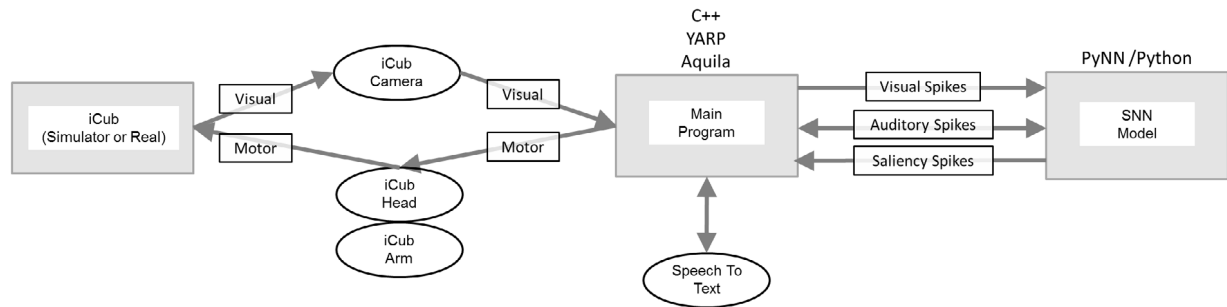 C++
YARP
Aquila
PyNN /Python
iCub
Camera
Visual
Visual
Visual Spikes
iCub
(Simulator or Real)
Main
Program
Auditory Spikes
SNN
Model
Motor
Motor
Saliency Spikes
iCub
Head
iCub
Arm
Speech To
Text